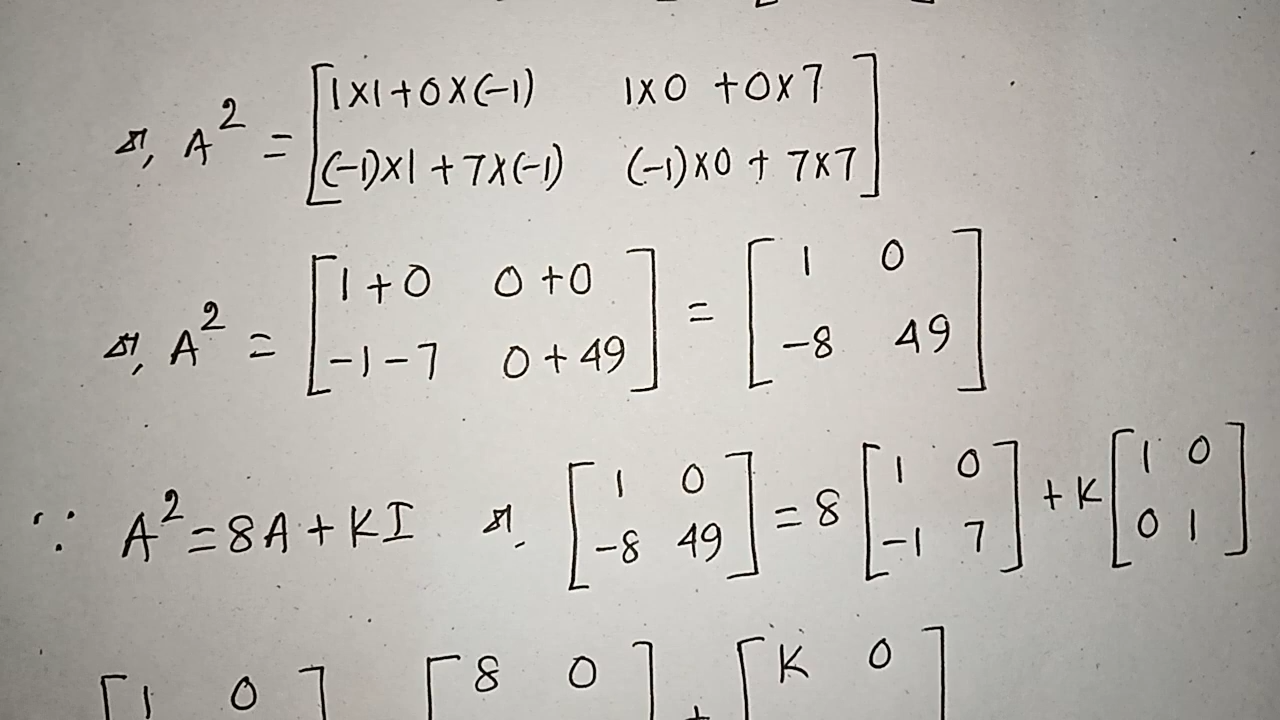 বা, A² = [1×1+0×(-1) 1×0 +0×7
(-1)×1+7×(-1) (-1)×0 + 7×7]
বা, A² = [1+0 0+0
-1-7 0+49] = [1 0
-8 49]
∵ A²=8A+KI বা, [1 0
-8 49] =8 [1 0
-1 7] +K [1 0
0 1]
[1 0] [8 0] + [K 0]